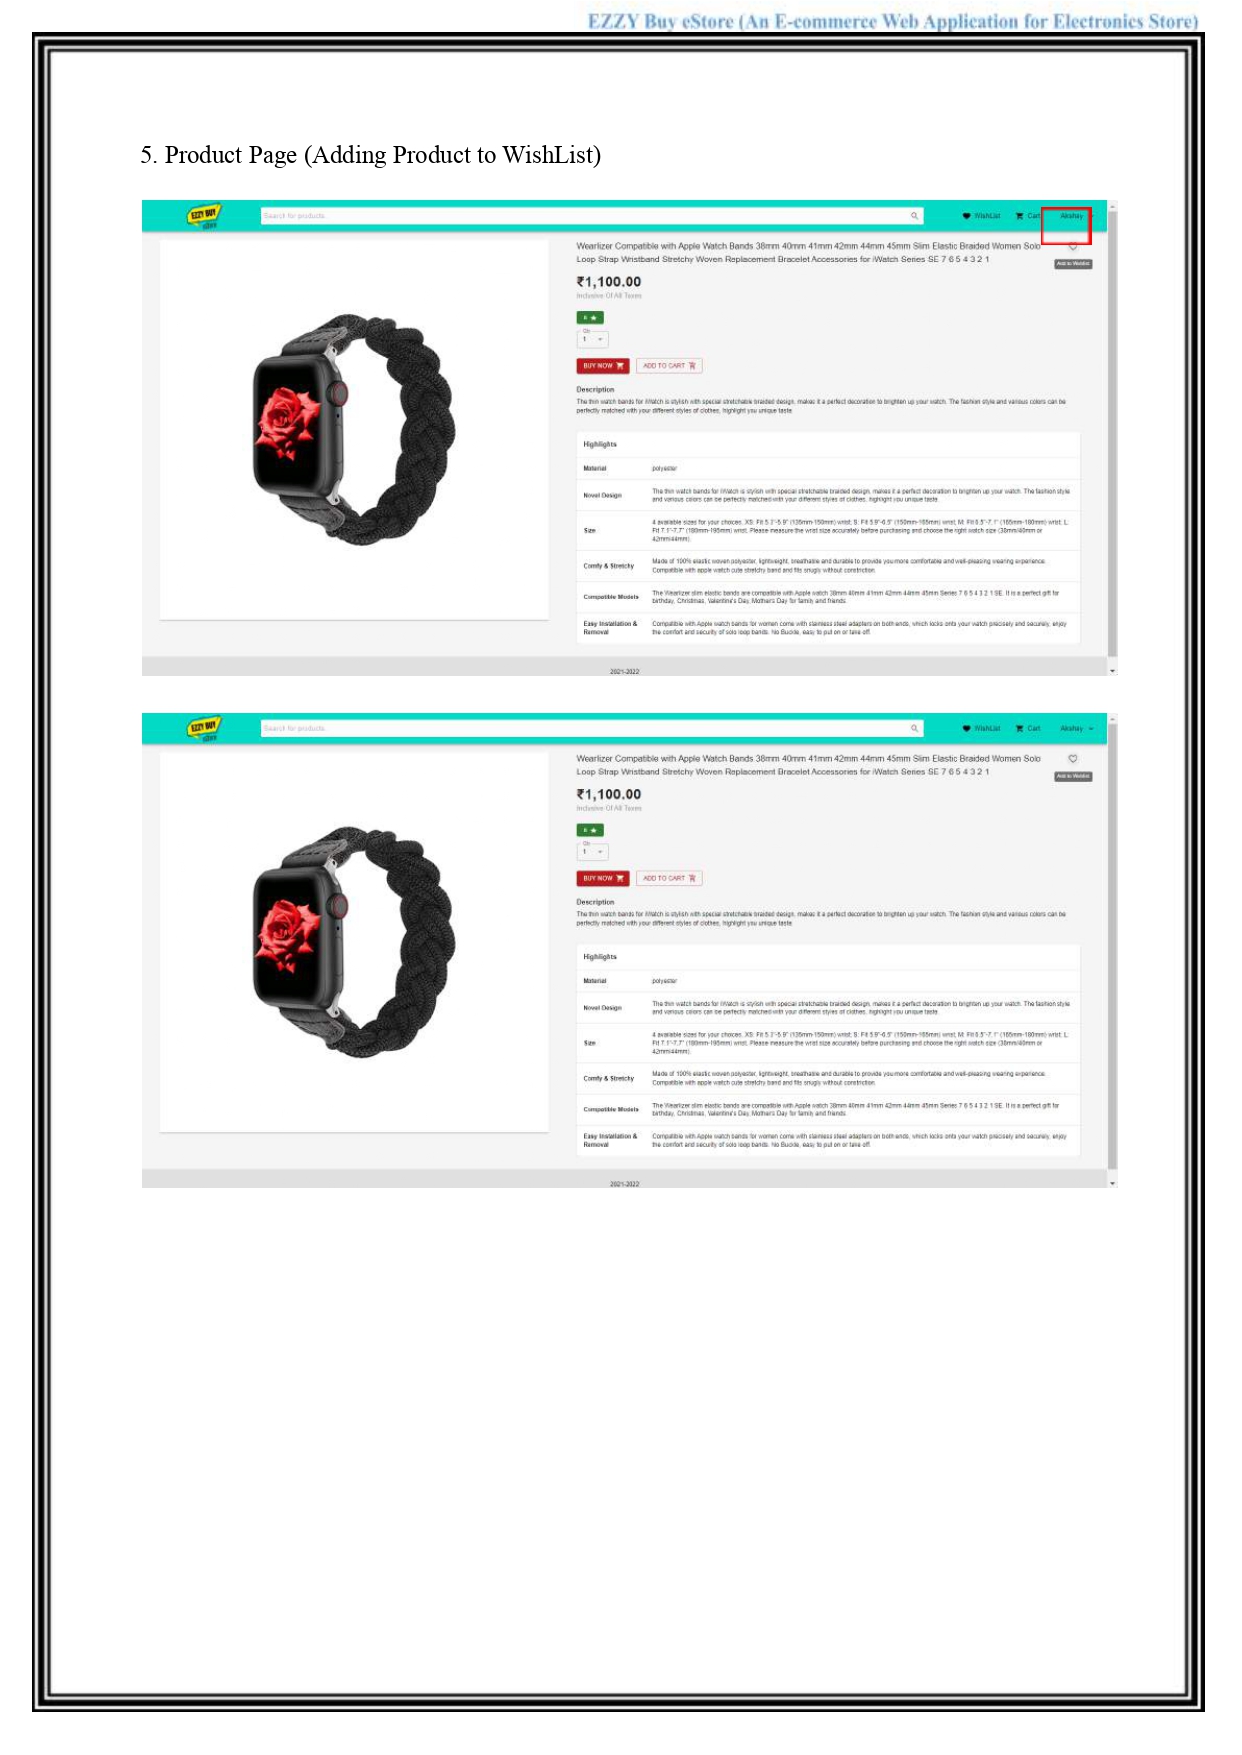 EZZY Buy eStore (An E-commerce Web Application for Electronics Store)
5. Product Page (Adding Product to WishList)
EZZY BUY
eStore
Search for products.
WishList
Cart
Akshay
Wearlizer Compatible with Apple Watch Bands 38mm 40mm 41mm 42mm 44mm 45mm Slim Elastic Braided Women Solo
Loop Strap Wristband Stretchy Woven Replacement Bracelet Accessories for iWatch Series SE 7 6 5 4 3 2 1
Add to Wishlist
₹1,100.00
Inclusive Of All Taxes
Qty
1
BUY NOW
ADD TO CART
Description
The thin watch bands for iWatch is stylish with special stretchable braided design, makes it a perfect decoration to brighten up your watch. The fashion style and various colors can be
perfectly matched with your different styles of clothes, highlight you unique taste.
Highlights
Material
polyester
Novel Design
The thin watch bands for iWatch is stylish with special stretchable braided design, makes it a perfect decoration to brighten up your watch. The fashion style
and various colors can be perfectly matched with your different styles of clothes, highlight you unique taste.
Size
4 available sizes for your choices. XS: Fit 5.3"-5.9" (135mm-150mm) wrist; S: Fit 5.9"-6.5" (150mm-165mm) wrist; M: Fit 6.5"-7.1" (165mm-180mm) wrist; L:
Fit 7.1"-7.7" (180mm-195mm) wrist. Please measure the wrist size accurately before purchasing and choose the right watch size (38mm/40mm or
42mm/44mm).
Comfy & Stretchy
Made of 100% elastic woven polyester, lightweight, breathable and durable to provide you more comfortable and well-pleasing wearing experience.
Compatible with apple watch cute stretchy band and fits snugly without constriction.
Compatible Models
The Wearlizer slim elastic bands are compatible with Apple watch 38mm 40mm 41mm 42mm 44mm 45mm Series 7 6 5 4 3 2 1 SE. It is a perfect gift for
birthday, Christmas, Valentine's Day, Mother's Day for family and friends.
Easy Installation &
Removal
Compatible with Apple watch bands for women come with stainless steel adapters on both ends, which locks onto your watch precisely and securely, enjoy
the comfort and security of solo loop bands. No Buckle, easy to put on or take off.
2021-2022
EZZY BUY
eStore
Search for products.
WishList
Cart
Akshay
Wearlizer Compatible with Apple Watch Bands 38mm 40mm 41mm 42mm 44mm 45mm Slim Elastic Braided Women Solo
Loop Strap Wristband Stretchy Woven Replacement Bracelet Accessories for iWatch Series SE 7 6 5 4 3 2 1
Add to Wishlist
₹1,100.00
Inclusive Of All Taxes
Qty
1
BUY NOW
ADD TO CART
Description
The thin watch bands for iWatch is stylish with special stretchable braided design, makes it a perfect decoration to brighten up your watch. The fashion style and various colors can be
perfectly matched with your different styles of clothes, highlight you unique taste.
Highlights
Material
polyester
Novel Design
The thin watch bands for iWatch is stylish with special stretchable braided design, makes it a perfect decoration to brighten up your watch. The fashion style
and various colors can be perfectly matched with your different styles of clothes, highlight you unique taste.
Size
4 available sizes for your choices. XS: Fit 5.3"-5.9" (135mm-150mm) wrist; S: Fit 5.9"-6.5" (150mm-165mm) wrist; M: Fit 6.5"-7.1" (165mm-180mm) wrist; L:
Fit 7.1"-7.7" (180mm-195mm) wrist. Please measure the wrist size accurately before purchasing and choose the right watch size (38mm/40mm or
42mm/44mm).
Comfy & Stretchy
Made of 100% elastic woven polyester, lightweight, breathable and durable to provide you more comfortable and well-pleasing wearing experience.
Compatible with apple watch cute stretchy band and fits snugly without constriction.
Compatible Models
The Wearlizer slim elastic bands are compatible with Apple watch 38mm 40mm 41mm 42mm 44mm 45mm Series 7 6 5 4 3 2 1 SE. It is a perfect gift for
birthday, Christmas, Valentine's Day, Mother's Day for family and friends.
Easy Installation &
Removal
Compatible with Apple watch bands for women come with stainless steel adapters on both ends, which locks onto your watch precisely and securely, enjoy
the comfort and security of solo loop bands. No Buckle, easy to put on or take off.
2021-2022